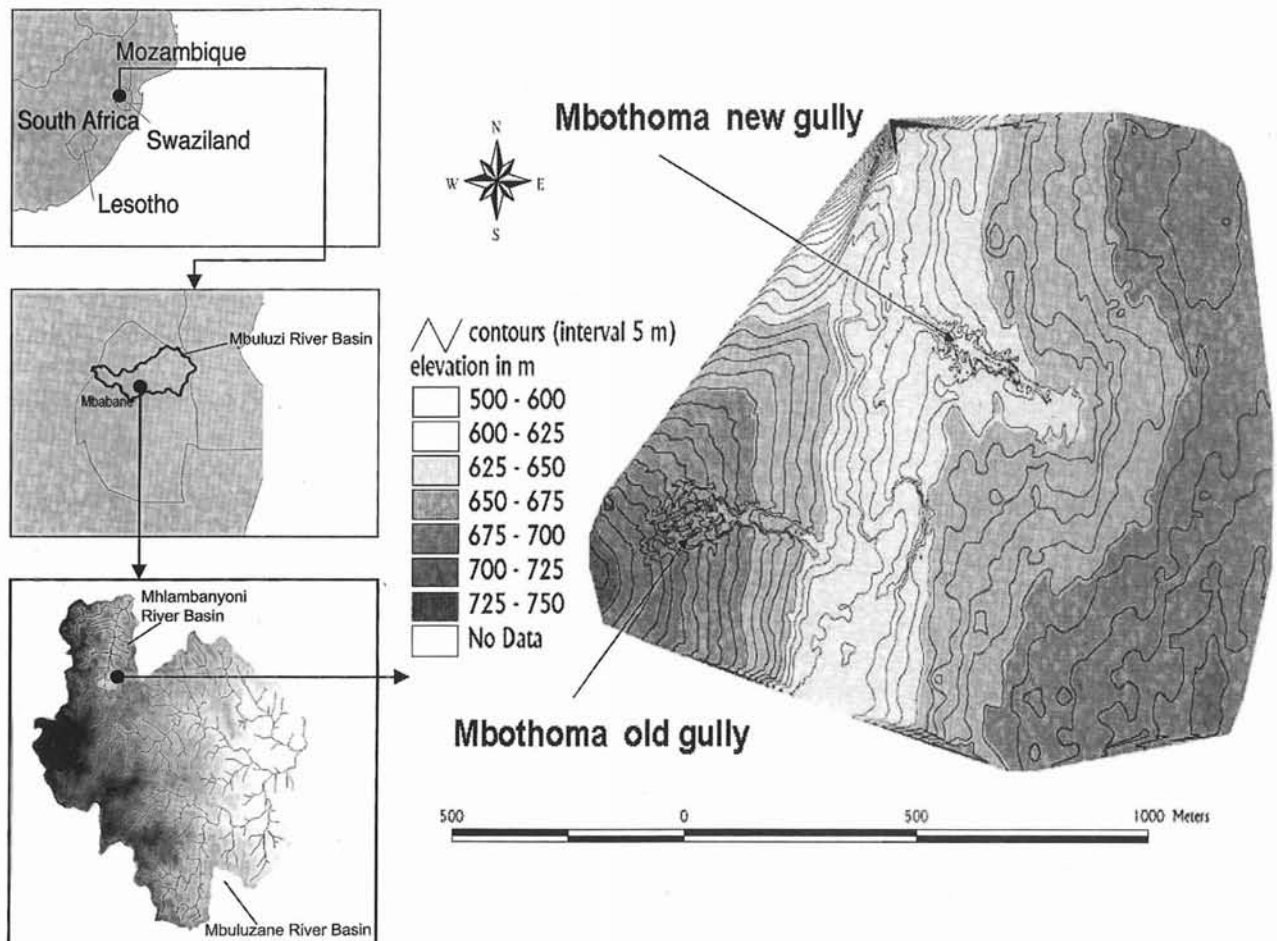 Mozambique
South Africa
Swaziland
Lesotho
Mbuluzi River Basin
Mbabane
Mhlambanyoni
River Basin
Mbuluzane River Basin
N
W E
S
contours (interval 5 m)
elevation in m
500 - 600
600 - 625
625 - 650
650 - 675
675 - 700
700 - 725
725 - 750
No Data
Mbothoma new gully
Mbothoma old gully
500 0 500 1000 Meters